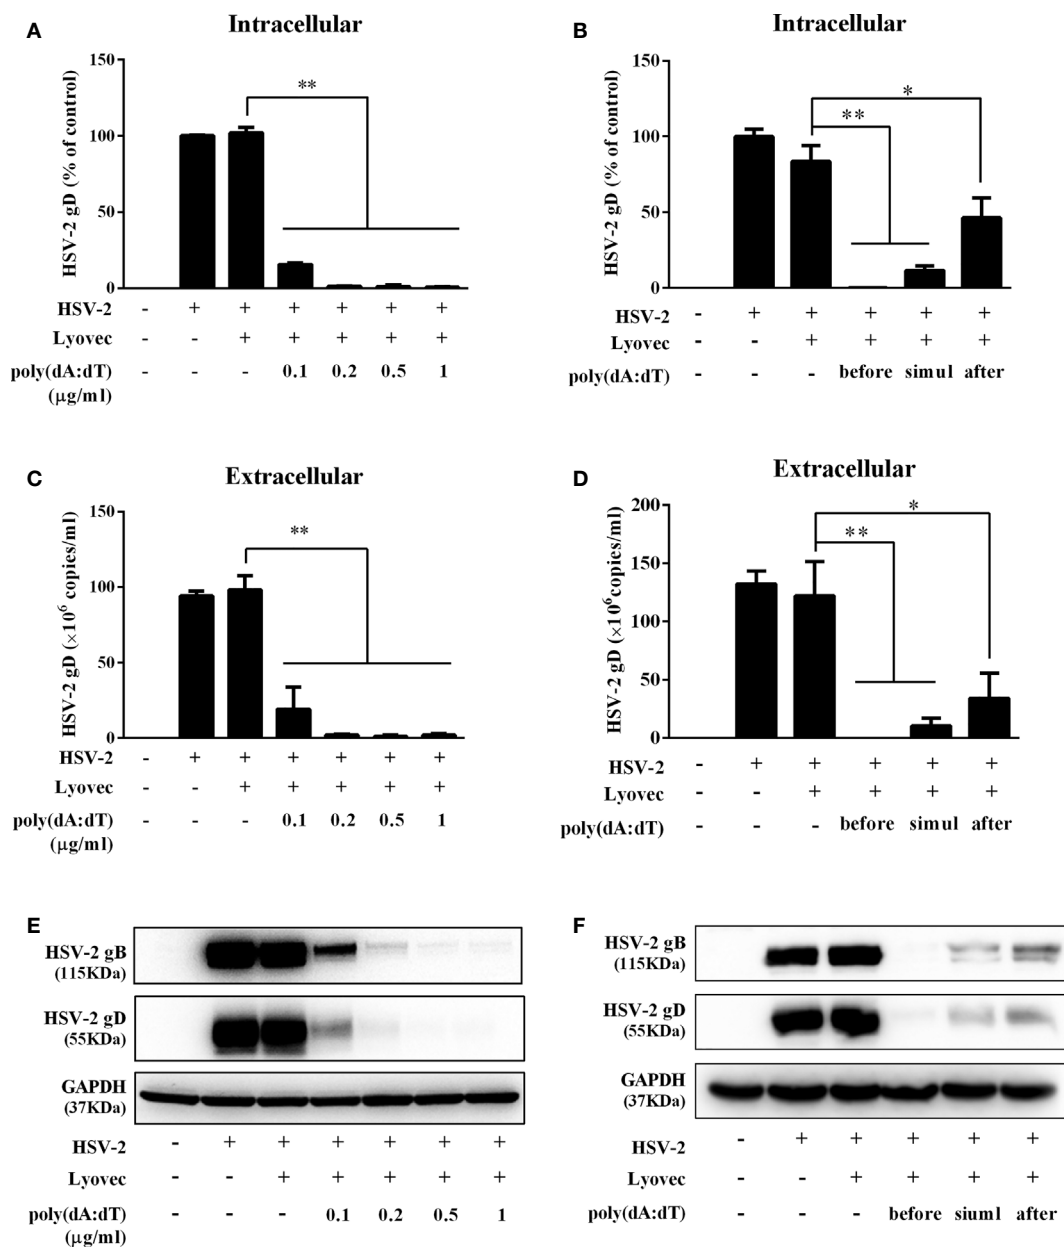 A
Intracellular
HSV-2 gD (% of control)
150
100
50
0
**
HSV-2 - + + + + + +
Lyovec - - + + + + +
poly(dA:dT) - - - 0.1 0.2 0.5 1
(μg/ml)
B
Intracellular
HSV-2 gD (% of control)
150
100
50
0
**
*
HSV-2 - + + + + +
Lyovec - - + + + +
poly(dA:dT) - - - before simul after
C
Extracellular
HSV-2 gD (×10⁶ copies/ml)
150
100
50
0
**
HSV-2 - + + + + + +
Lyovec - - + + + + +
poly(dA:dT) - - - 0.1 0.2 0.5 1
(μg/ml)
D
Extracellular
HSV-2 gD (×10⁶copies/ml)
200
150
100
50
0
**
*
HSV-2 - + + + + +
Lyovec - - + + + +
poly(dA:dT) - - - before simul after
E
HSV-2 gB
(115KDa)
HSV-2 gD
(55KDa)
GAPDH
(37KDa)
HSV-2 - + + + + + +
Lyovec - - + + + + +
poly(dA:dT) - - - 0.1 0.2 0.5 1
(μg/ml)
F
HSV-2 gB
(115KDa)
HSV-2 gD
(55KDa)
GAPDH
(37KDa)
HSV-2 - + + + + +
Lyovec - - + + + +
poly(dA:dT) - - - before siuml after